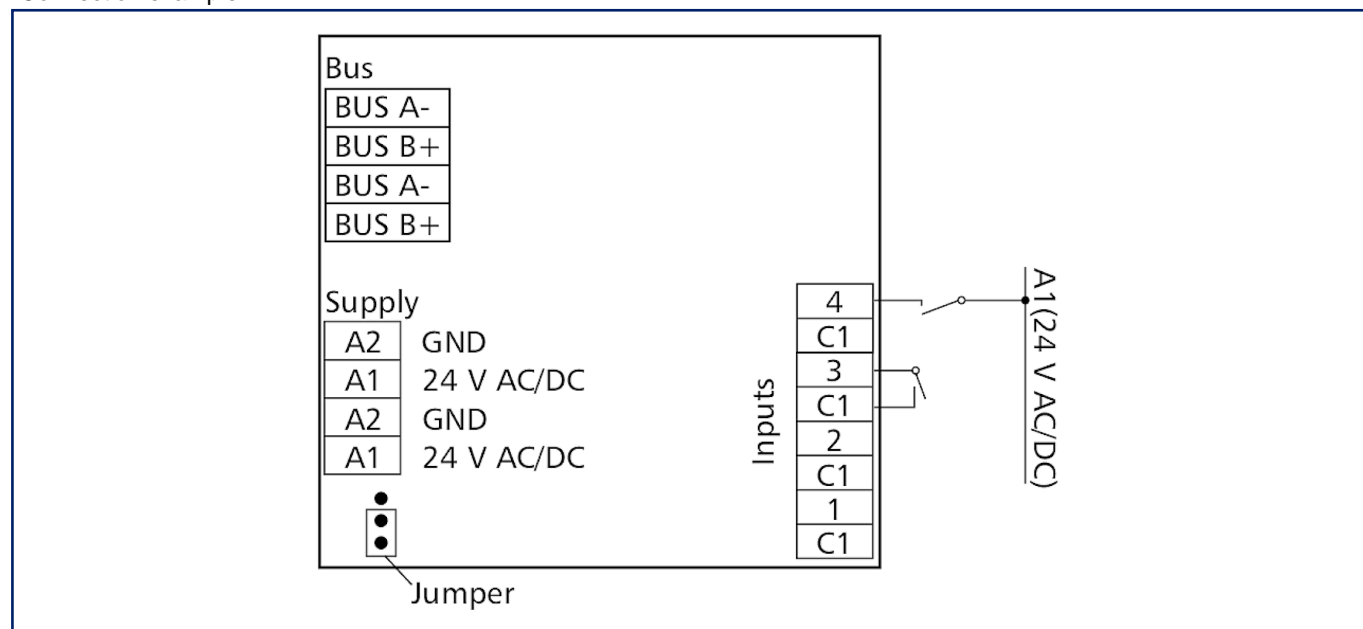 Bus
BUS A-
BUS B+
BUS A-
BUS B+
Supply
A2 GND
A1 24 V AC/DC
A2 GND
A1 24 V AC/DC
Jumper
Inputs
4
C1
3
C1
2
C1
1
C1
A1(24 V AC/DC)